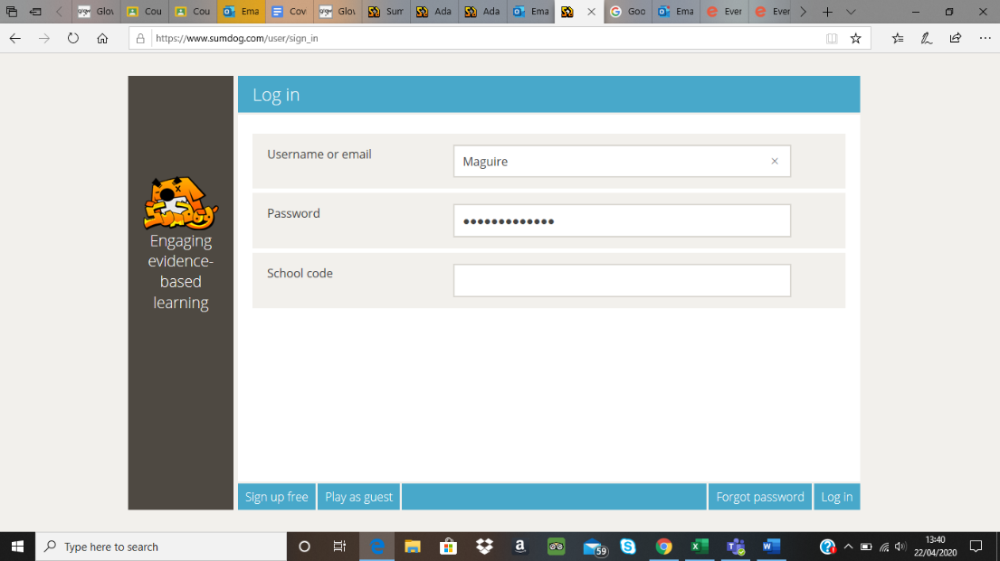 Glov
Cou
Cou
Ema
Cov
Glov
Sum
Ada
Ada
Ema
Goo
Ema
Ever
Ever
https://www.sumdog.com/user/sign_in
Log in
Username or email
Maguire
Password
School code
SUMDOG
Engaging
evidence-
based
learning
Sign up free
Play as guest
Forgot password
Log in
Type here to search
59
13:40
22/04/2020